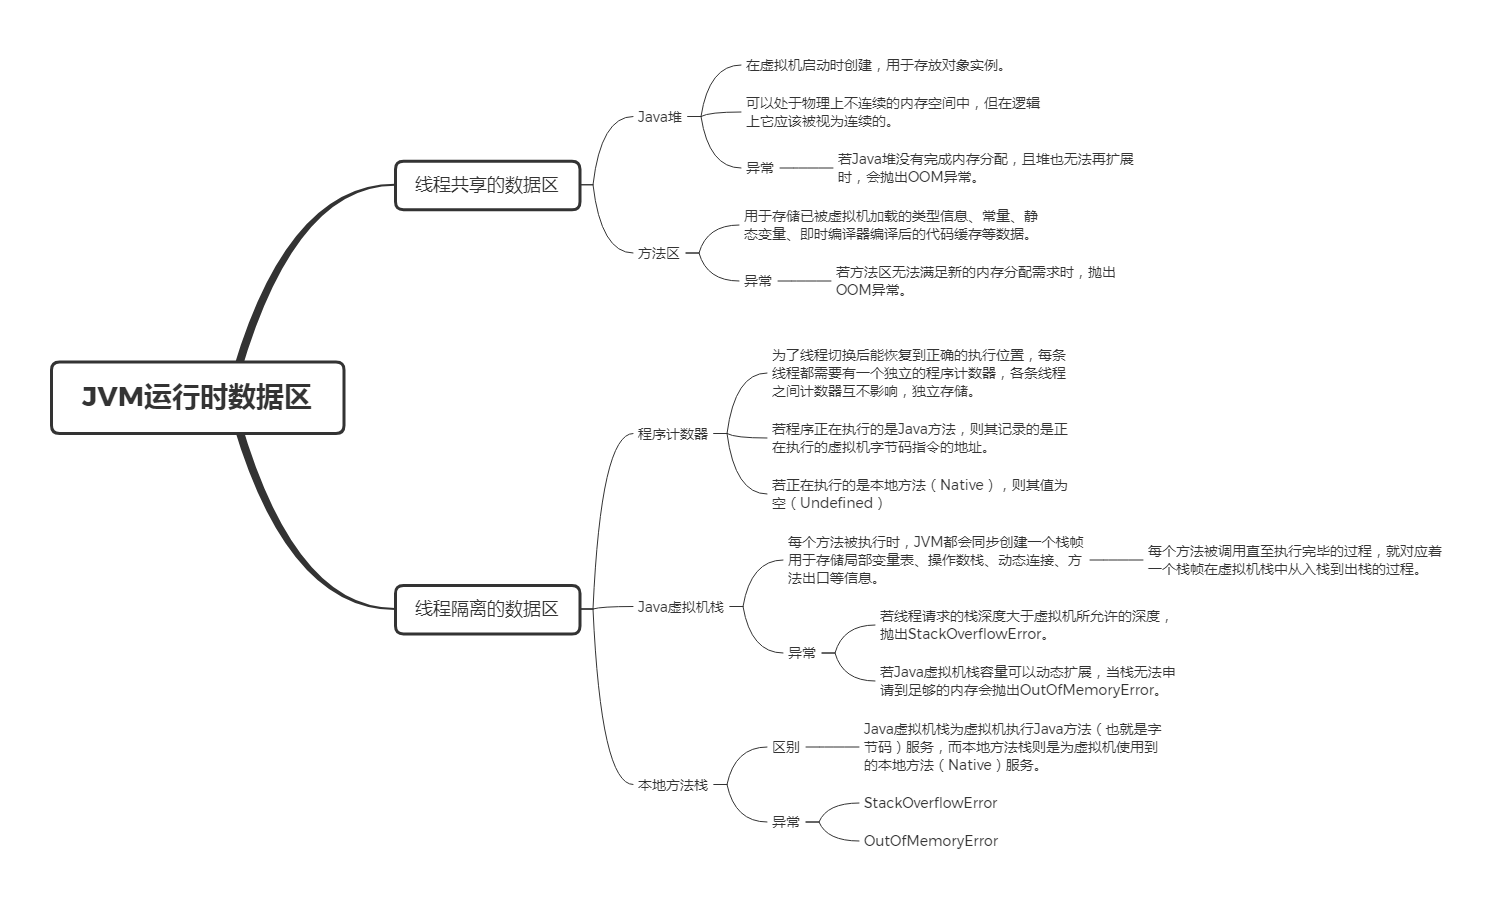 JVM运行时数据区
线程共享的数据区
Java堆
在虚拟机启动时创建，用于存放对象实例。
可以处于物理上不连续的内存空间中，但在逻辑
上它应该被视为连续的。
异常
若Java堆没有完成内存分配，且堆也无法再扩展
时，会抛出OOM异常。
方法区
用于存储已被虚拟机加载的类型信息、常量、静
态变量、即时编译器编译后的代码缓存等数据。
异常
若方法区无法满足新的内存分配需求时，抛出
OOM异常。
线程隔离的数据区
程序计数器
为了线程切换后能恢复到正确的执行位置，每条
线程都需要有一个独立的程序计数器，各条线程
之间计数器互不影响，独立存储。
若程序正在执行的是Java方法，则其记录的是正
在执行的虚拟机字节码指令的地址。
若正在执行的是本地方法（Native），则其值为
空（Undefined）
Java虚拟机栈
每个方法被执行时，JVM都会同步创建一个栈帧
用于存储局部变量表、操作数栈、动态连接、方
法出口等信息。
每个方法被调用直至执行完毕的过程，就对应着
一个栈帧在虚拟机栈中从入栈到出栈的过程。
异常
若线程请求的栈深度大于虚拟机所允许的深度，
抛出StackOverflowError。
若Java虚拟机栈容量可以动态扩展，当栈无法申
请到足够的内存会抛出OutOfMemoryError。
本地方法栈
区别
Java虚拟机栈为虚拟机执行Java方法（也就是字
节码）服务，而本地方法栈则是为虚拟机使用到
的本地方法（Native）服务。
异常
StackOverflowError
OutOfMemoryError